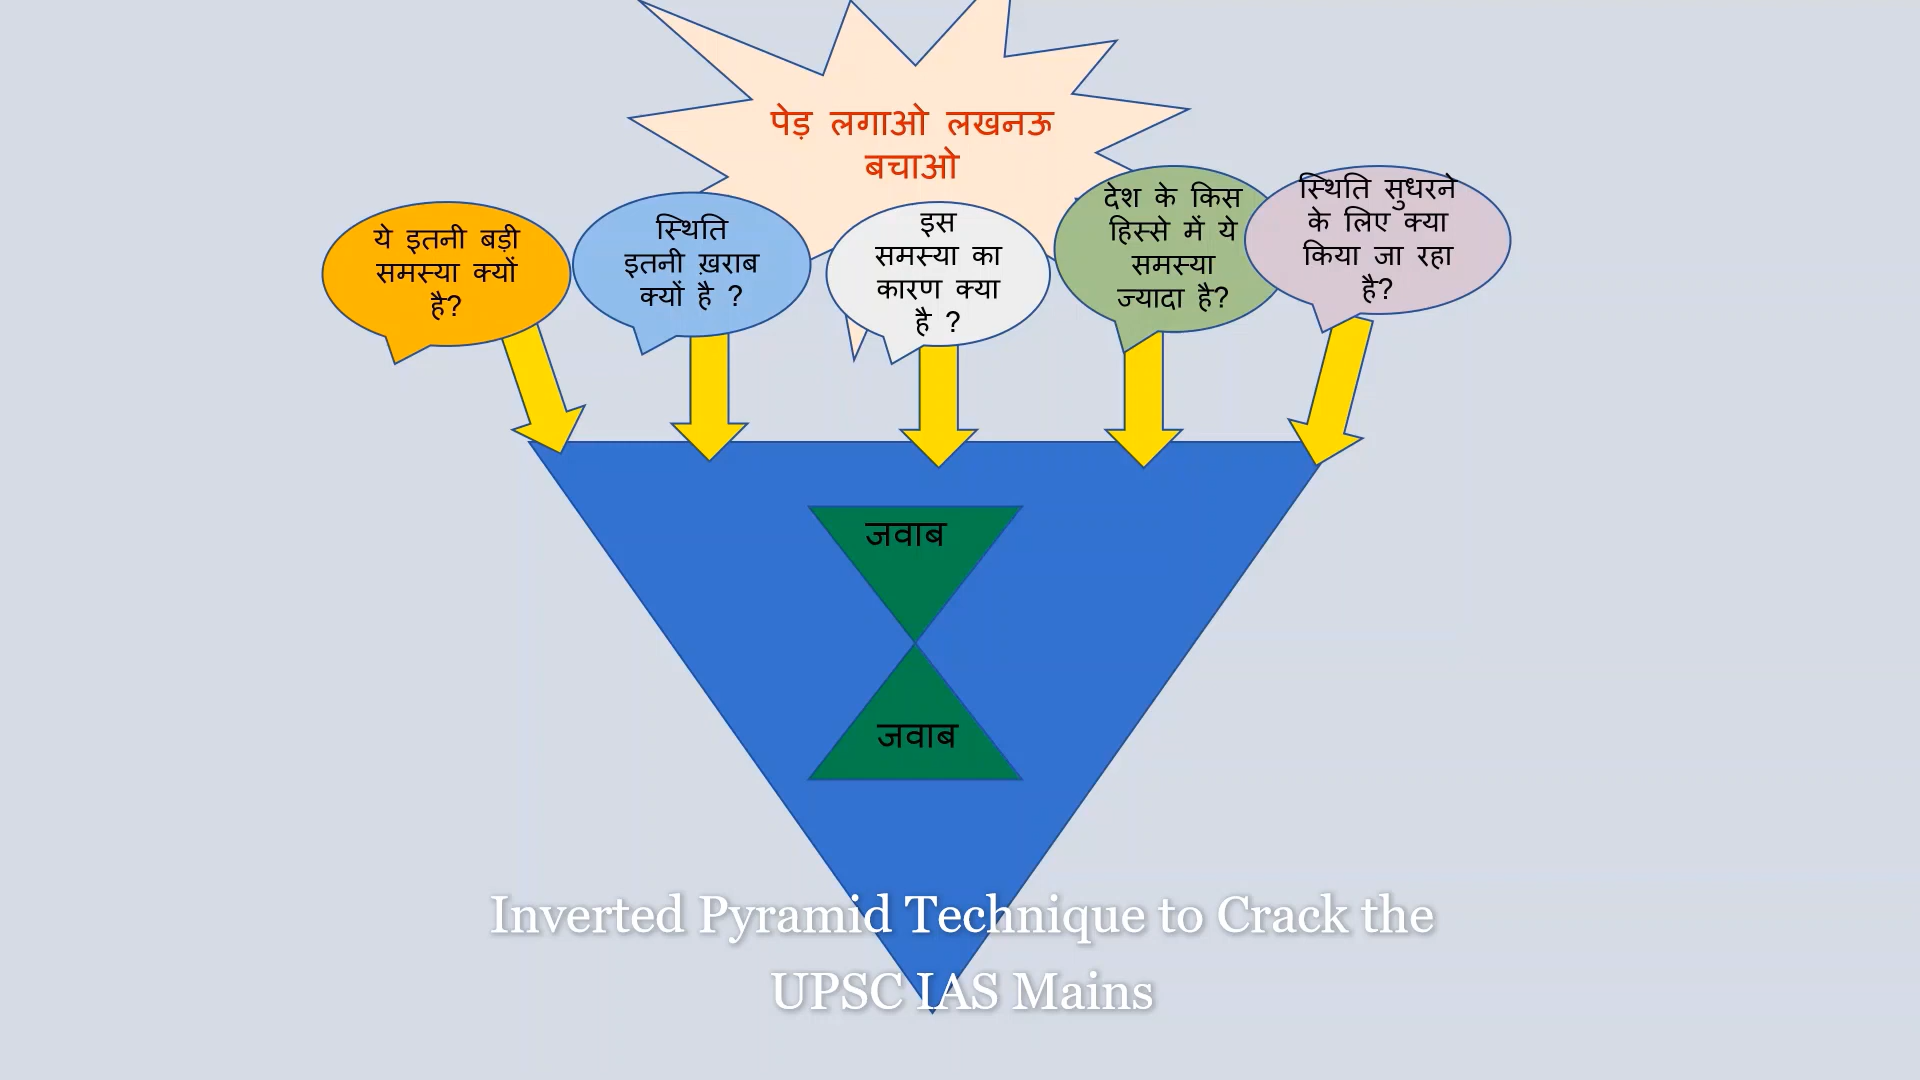 पेड़ लगाओ लखनऊ
बचाओ
ये इतनी बड़ी
समस्या क्यों
है?
स्थिति
इतनी ख़राब
क्यों है ?
इस
समस्या का
कारण क्या
है ?
देश के किस
हिस्से में ये
समस्या
ज्यादा है?
स्थिति सुधरने
के लिए क्या
किया जा रहा
है?
जवाब
जवाब
Inverted Pyramid Technique to Crack the
UPSC IAS Mains